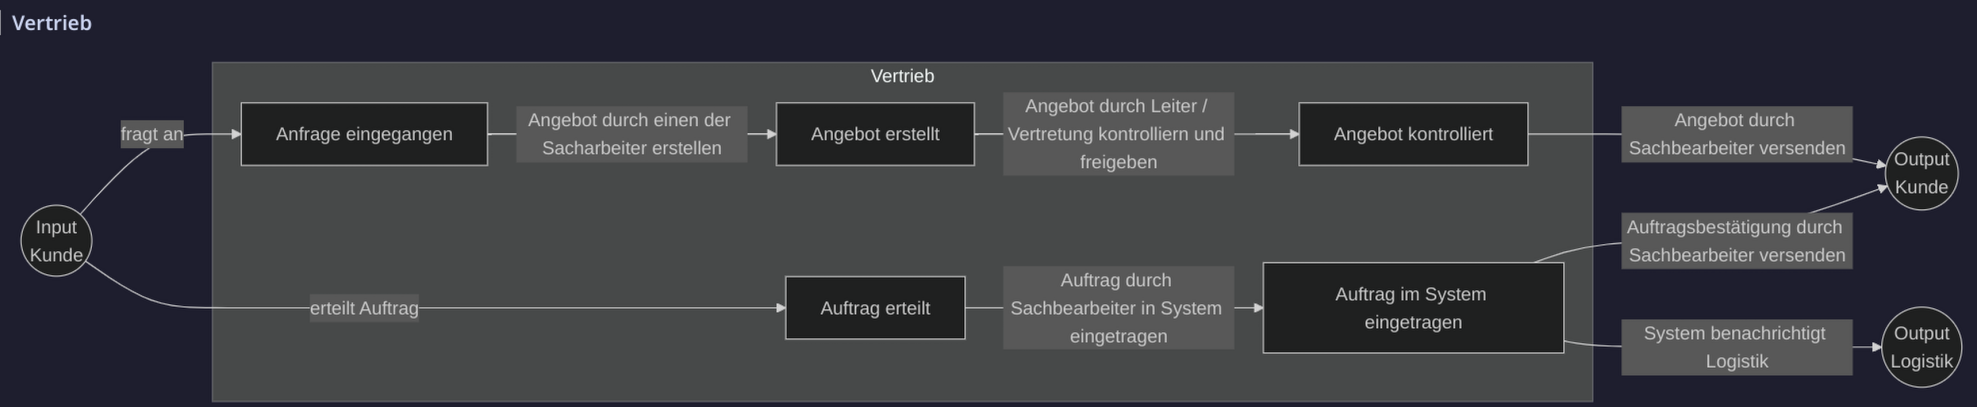 Vertrieb
Vertrieb
fragt an
Anfrage eingegangen
Angebot durch einen der
Sacharbeiter erstellen
Angebot erstellt
Angebot durch Leiter /
Vertretung kontrolliern und
freigeben
Angebot kontrolliert
Angebot durch
Sachbearbeiter versenden
Output
Kunde
Input
Kunde
erteilt Auftrag
Auftrag erteilt
Auftrag durch
Sachbearbeiter in System
eingetragen
Auftrag im System
eingetragen
Auftragsbestätigung durch
Sachbearbeiter versenden
System benachrichtigt
Logistik
Output
Logistik